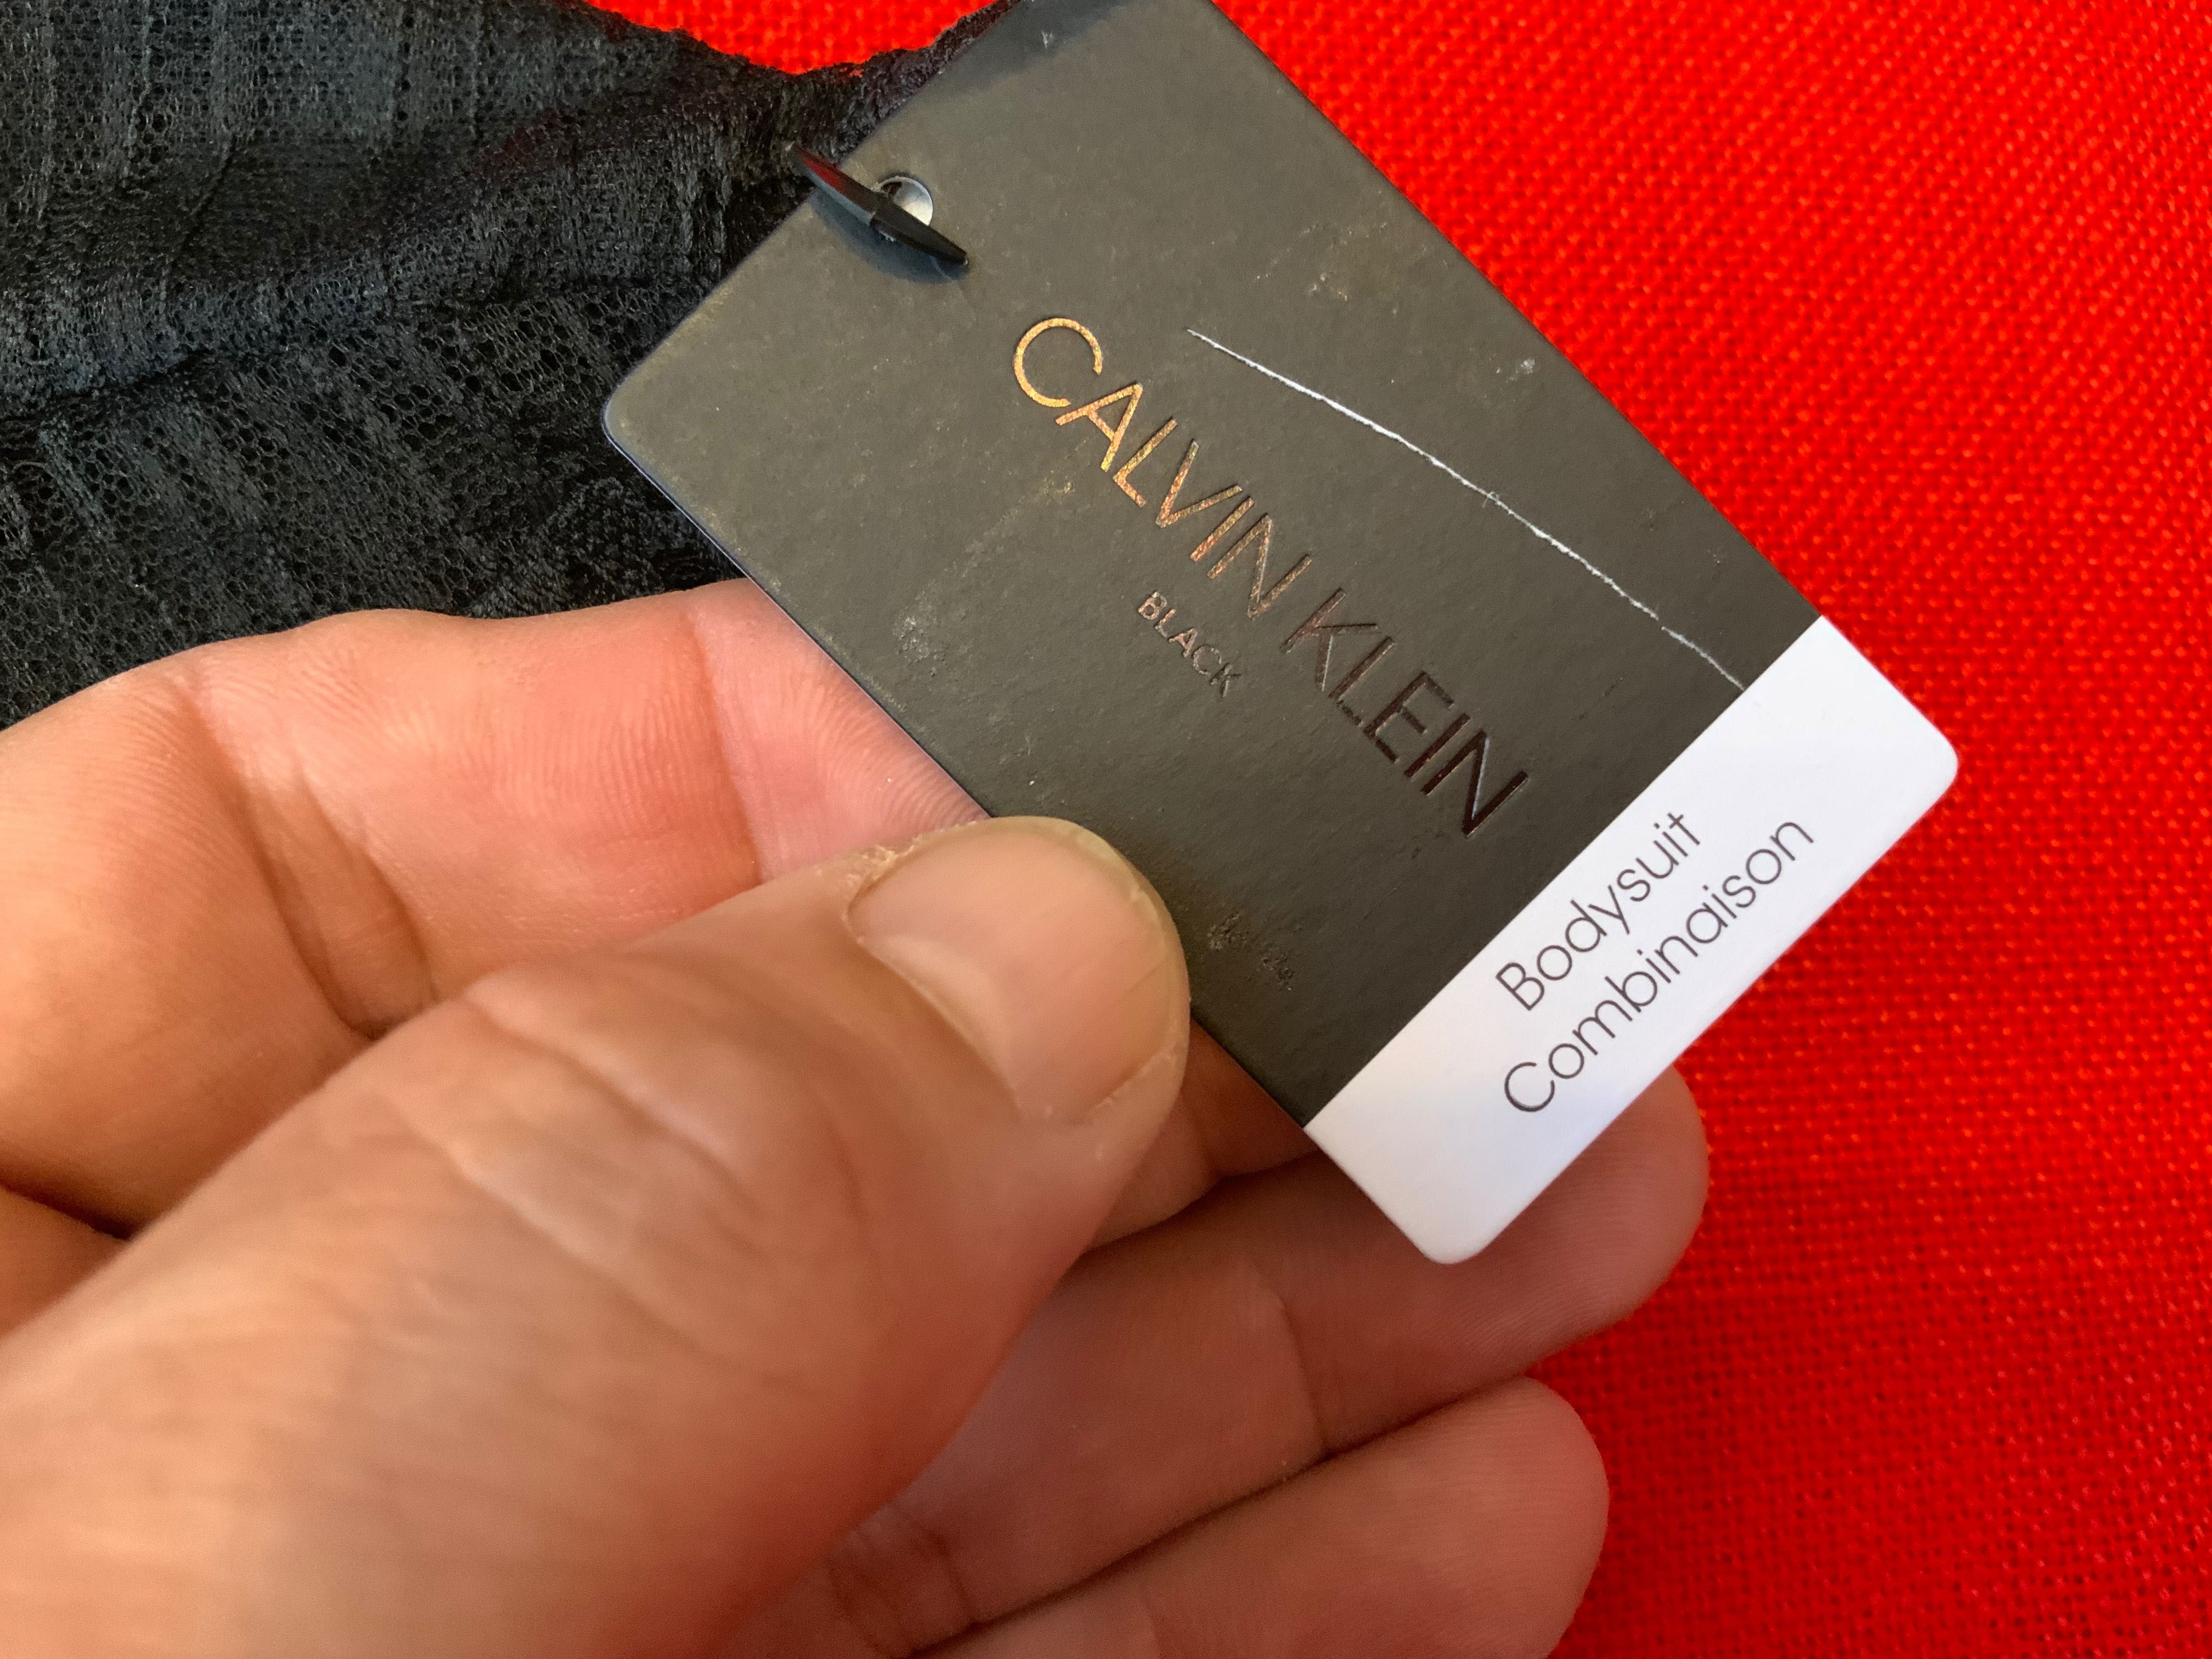 CALVIN KLEIN
BLACK
Bodysuit
Combinaison